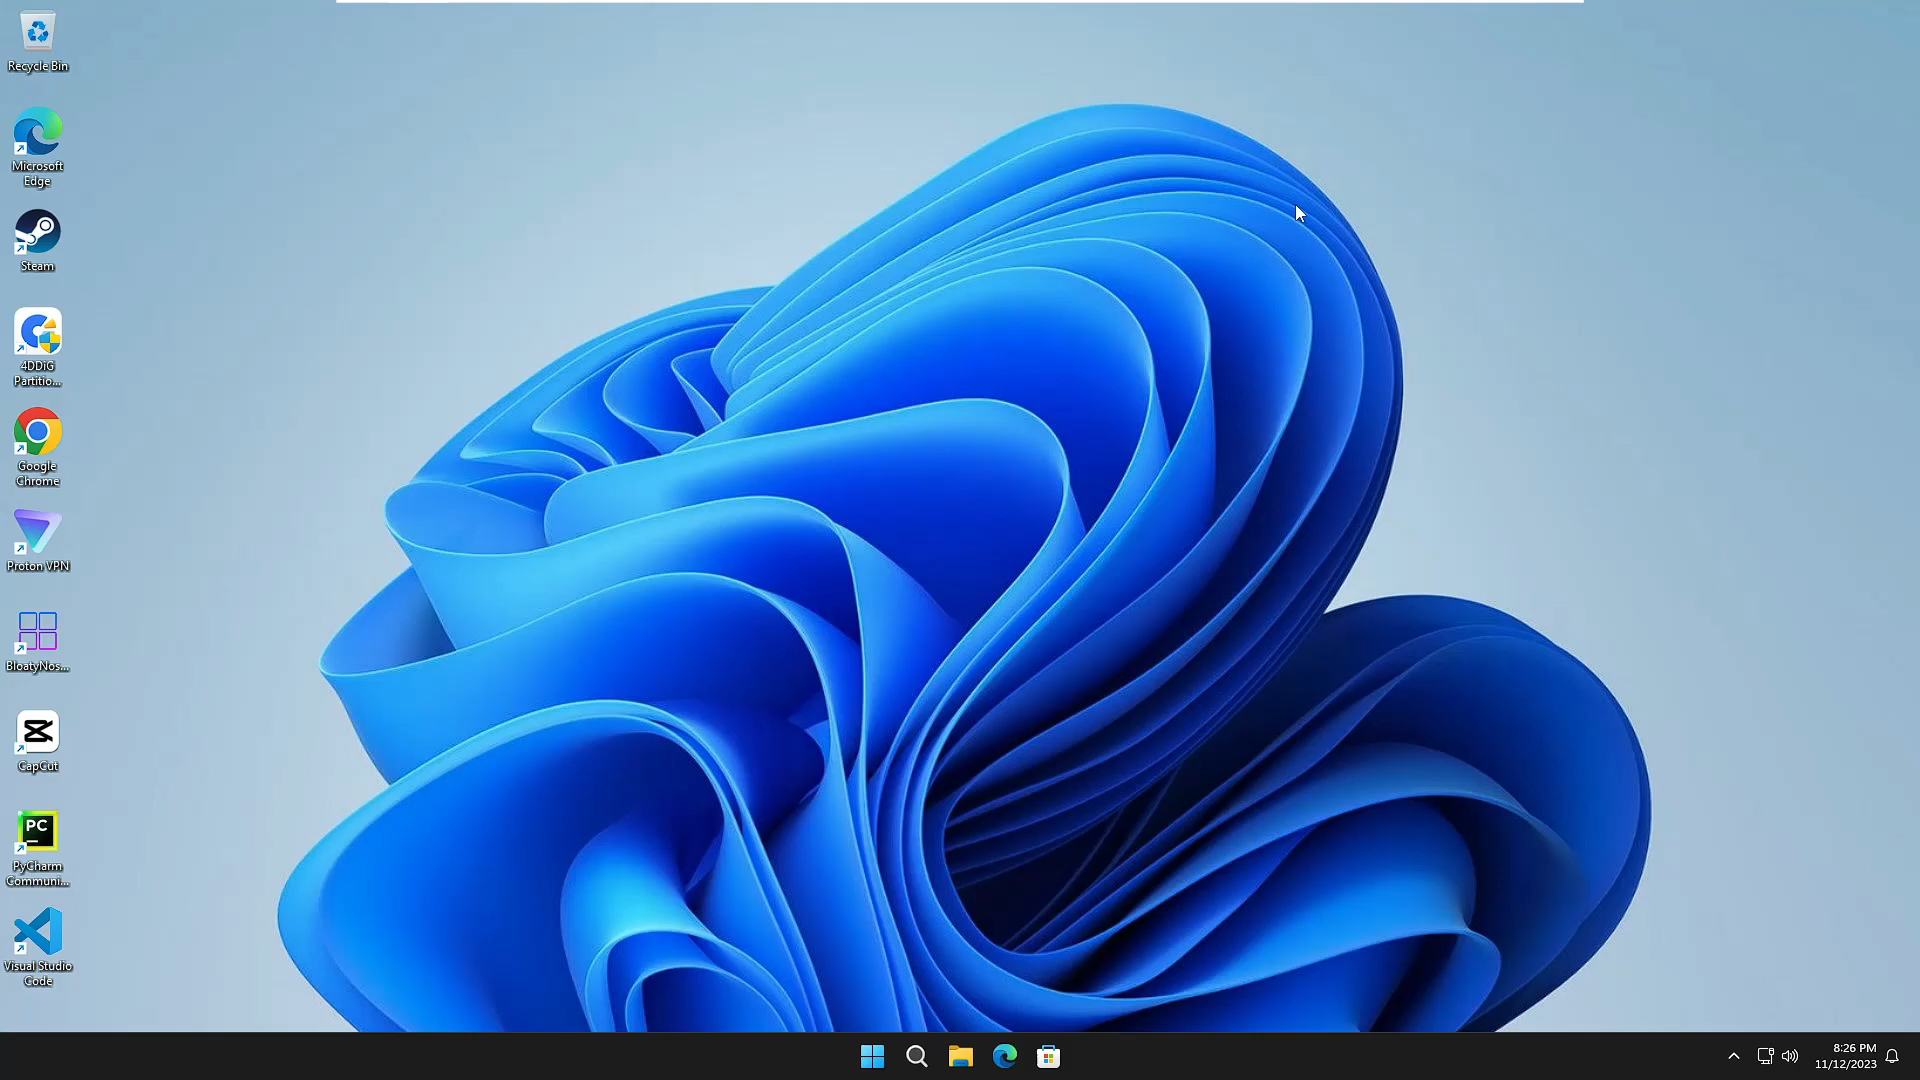 Recycle Bin
Microsoft
Edge
Steam
4DDiG
Partitio...
Google
Chrome
Proton VPN
BloatyNos...
CapCut
PC
PyCharm
Communi...
Visual Studio
Code
8:26 PM
11/12/2023